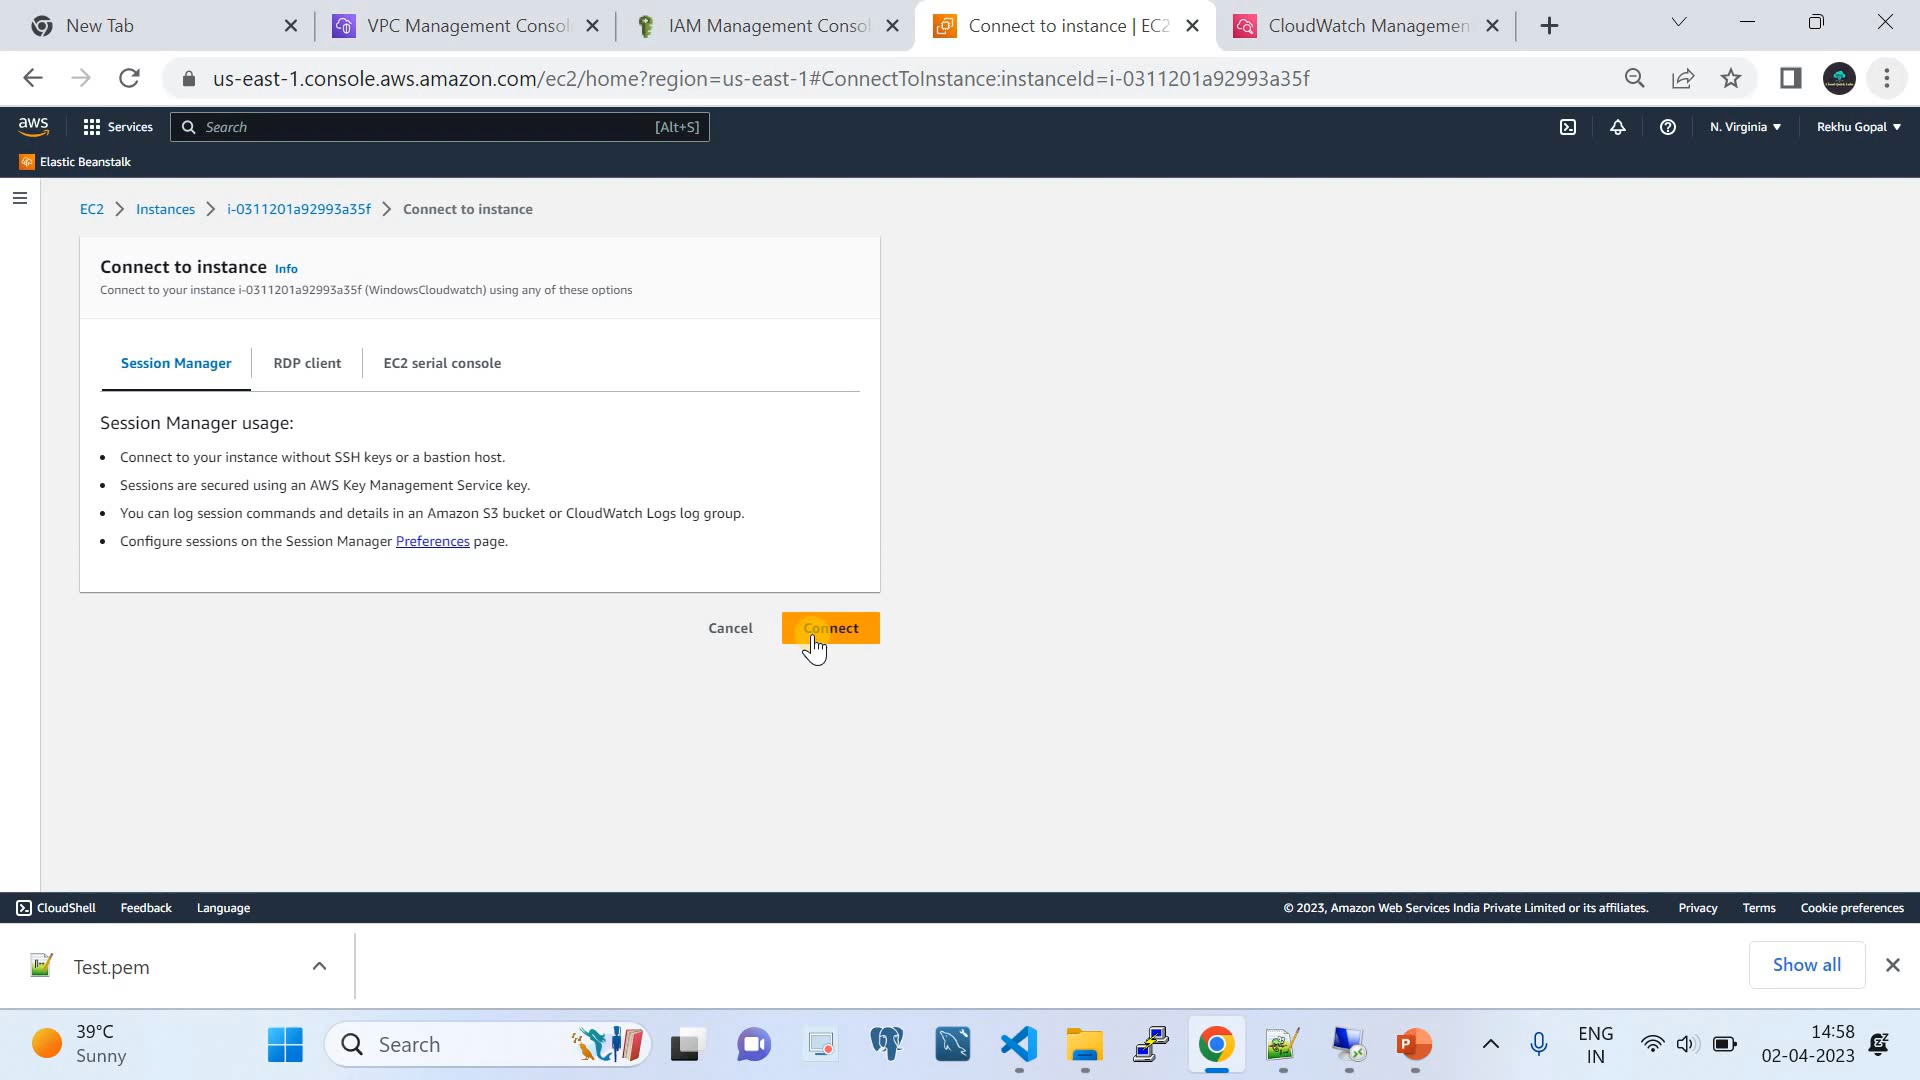 New Tab
VPC Management Consol
IAM Management Consol
Connect to instance | EC2
CloudWatch Managemen
us-east-1.console.aws.amazon.com/ec2/home?region=us-east-1#ConnectToInstance:instanceId=i-0311201a92993a35f
aws
Services
Search
[Alt+S]
N. Virginia
Rekhu Gopal
Elastic Beanstalk
EC2
Instances
i-0311201a92993a35f
Connect to instance
Connect to instance Info
Connect to your instance i-0311201a92993a35f (WindowsCloudwatch) using any of these options
Session Manager
RDP client
EC2 serial console
Session Manager usage:
Connect to your instance without SSH keys or a bastion host.
Sessions are secured using an AWS Key Management Service key.
You can log session commands and details in an Amazon S3 bucket or CloudWatch Logs log group.
Configure sessions on the Session Manager Preferences page.
Cancel
Connect
CloudShell
Feedback
Language
© 2023, Amazon Web Services India Private Limited or its affiliates.
Privacy
Terms
Cookie preferences
Test.pem
Show all
39°C
Sunny
Search
ENG
IN
14:58
02-04-2023